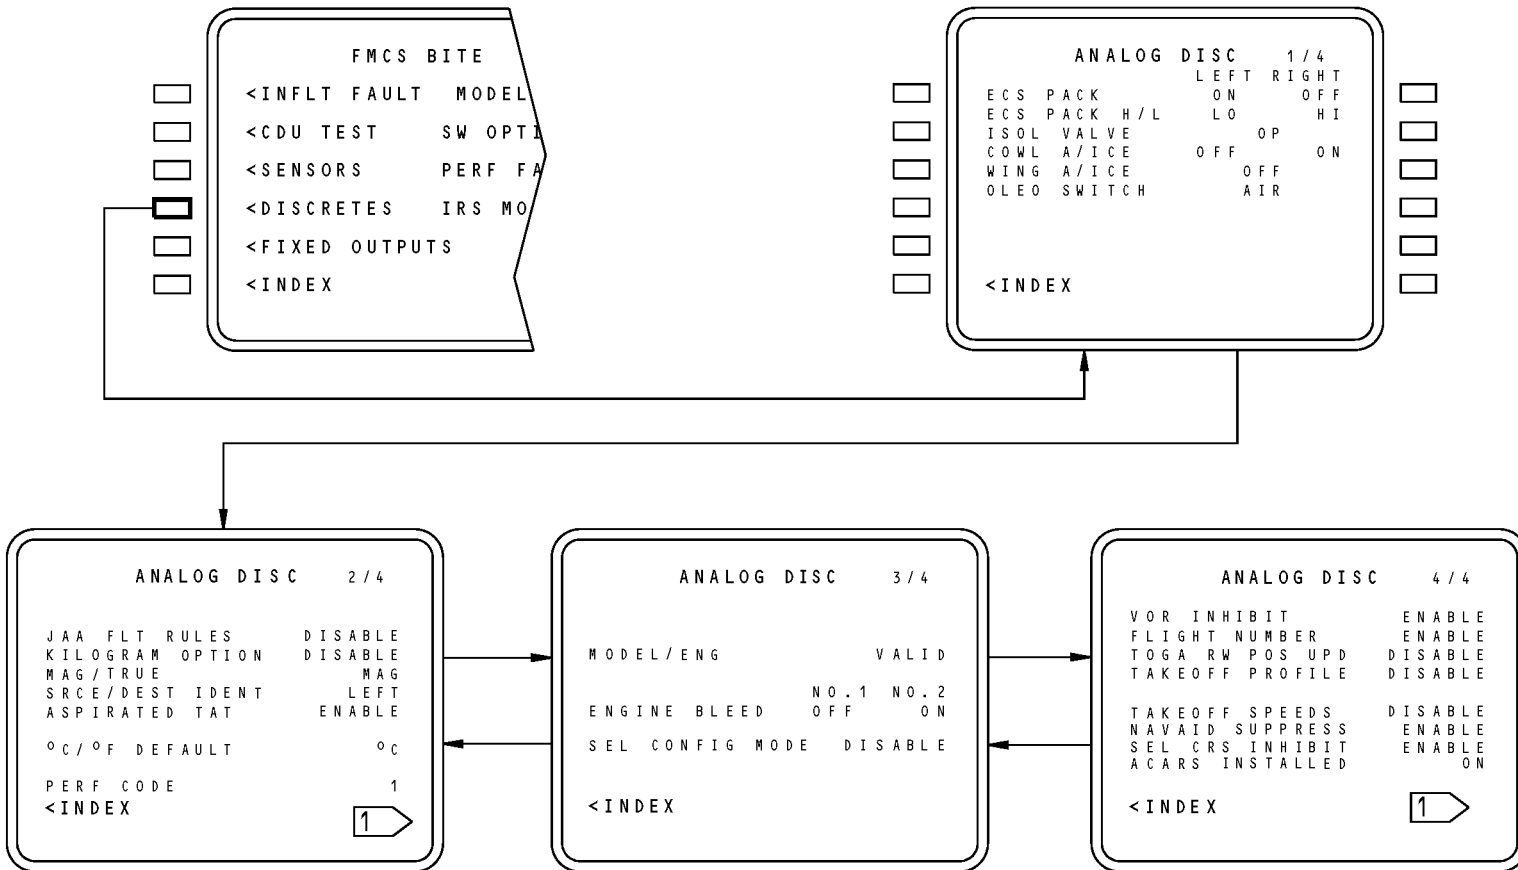 FMCS BITE
<INFLT FAULT MODEL
<CDU TEST SW OPTI
<SENSORS PERF FA
<DISCRETES IRS MO
<FIXED OUTPUTS
<INDEX
ANALOG DISC 1/4
LEFT RIGHT
ECS PACK ON OFF
ECS PACK H/L LO HI
ISOL VALVE OP
COWL A/ICE OFF ON
WING A/ICE OFF
OLEO SWITCH AIR
<INDEX
ANALOG DISC 2/4
JAA FLT RULES DISABLE
KILOGRAM OPTION DISABLE
MAG/TRUE MAG
SRCE/DEST IDENT LEFT
ASPIRATED TAT ENABLE
°C/°F DEFAULT °C
PERF CODE 1
<INDEX
1
ANALOG DISC 3/4
MODEL/ENG VALID
NO.1 NO.2
ENGINE BLEED OFF ON
SEL CONFIG MODE DISABLE
<INDEX
ANALOG DISC 4/4
VOR INHIBIT ENABLE
FLIGHT NUMBER ENABLE
TOGA RW POS UPD DISABLE
TAKEOFF PROFILE DISABLE
TAKEOFF SPEEDS DISABLE
NAVAID SUPPRESS ENABLE
SEL CRS INHIBIT ENABLE
ACARS INSTALLED ON
<INDEX
1